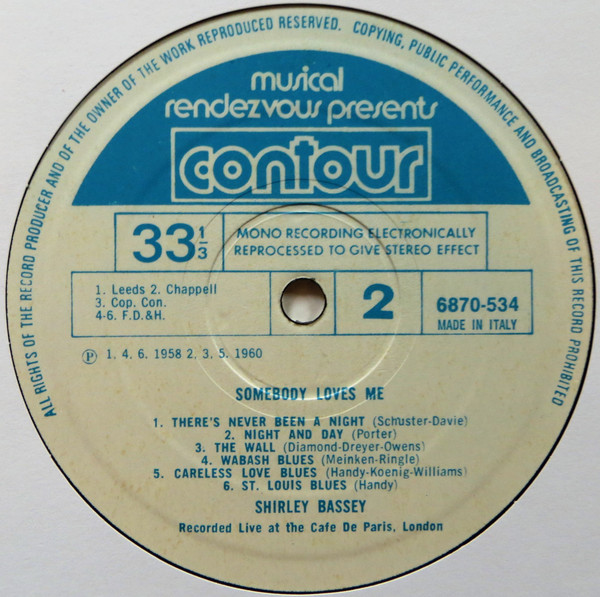 ALL RIGHTS OF THE RECORD PRODUCER AND OF THE OWNER OF THE WORK REPRODUCED RESERVED. COPYING, PUBLIC PERFORMANCE AND BROADCASTING OF THIS RECORD PROHIBITED
musical
rendezvous presents
contour
33 1/3
MONO RECORDING ELECTRONICALLY
REPROCESSED TO GIVE STEREO EFFECT
1. Leeds 2. Chappell
3. Cop. Con.
4-6. F.D.&H.
2
6870-534
MADE IN ITALY
Ⓟ 1. 4. 6. 1958 2. 3. 5. 1960
SOMEBODY LOVES ME
1. THERE'S NEVER BEEN A NIGHT (Schuster-Davie)
2. NIGHT AND DAY (Porter)
3. THE WALL (Diamond-Dreyer-Owens)
4. WABASH BLUES (Meinken-Ringle)
5. CARELESS LOVE BLUES (Handy-Koenig-Williams)
6. ST. LOUIS BLUES (Handy)
SHIRLEY BASSEY
Recorded Live at the Cafe De Paris, London